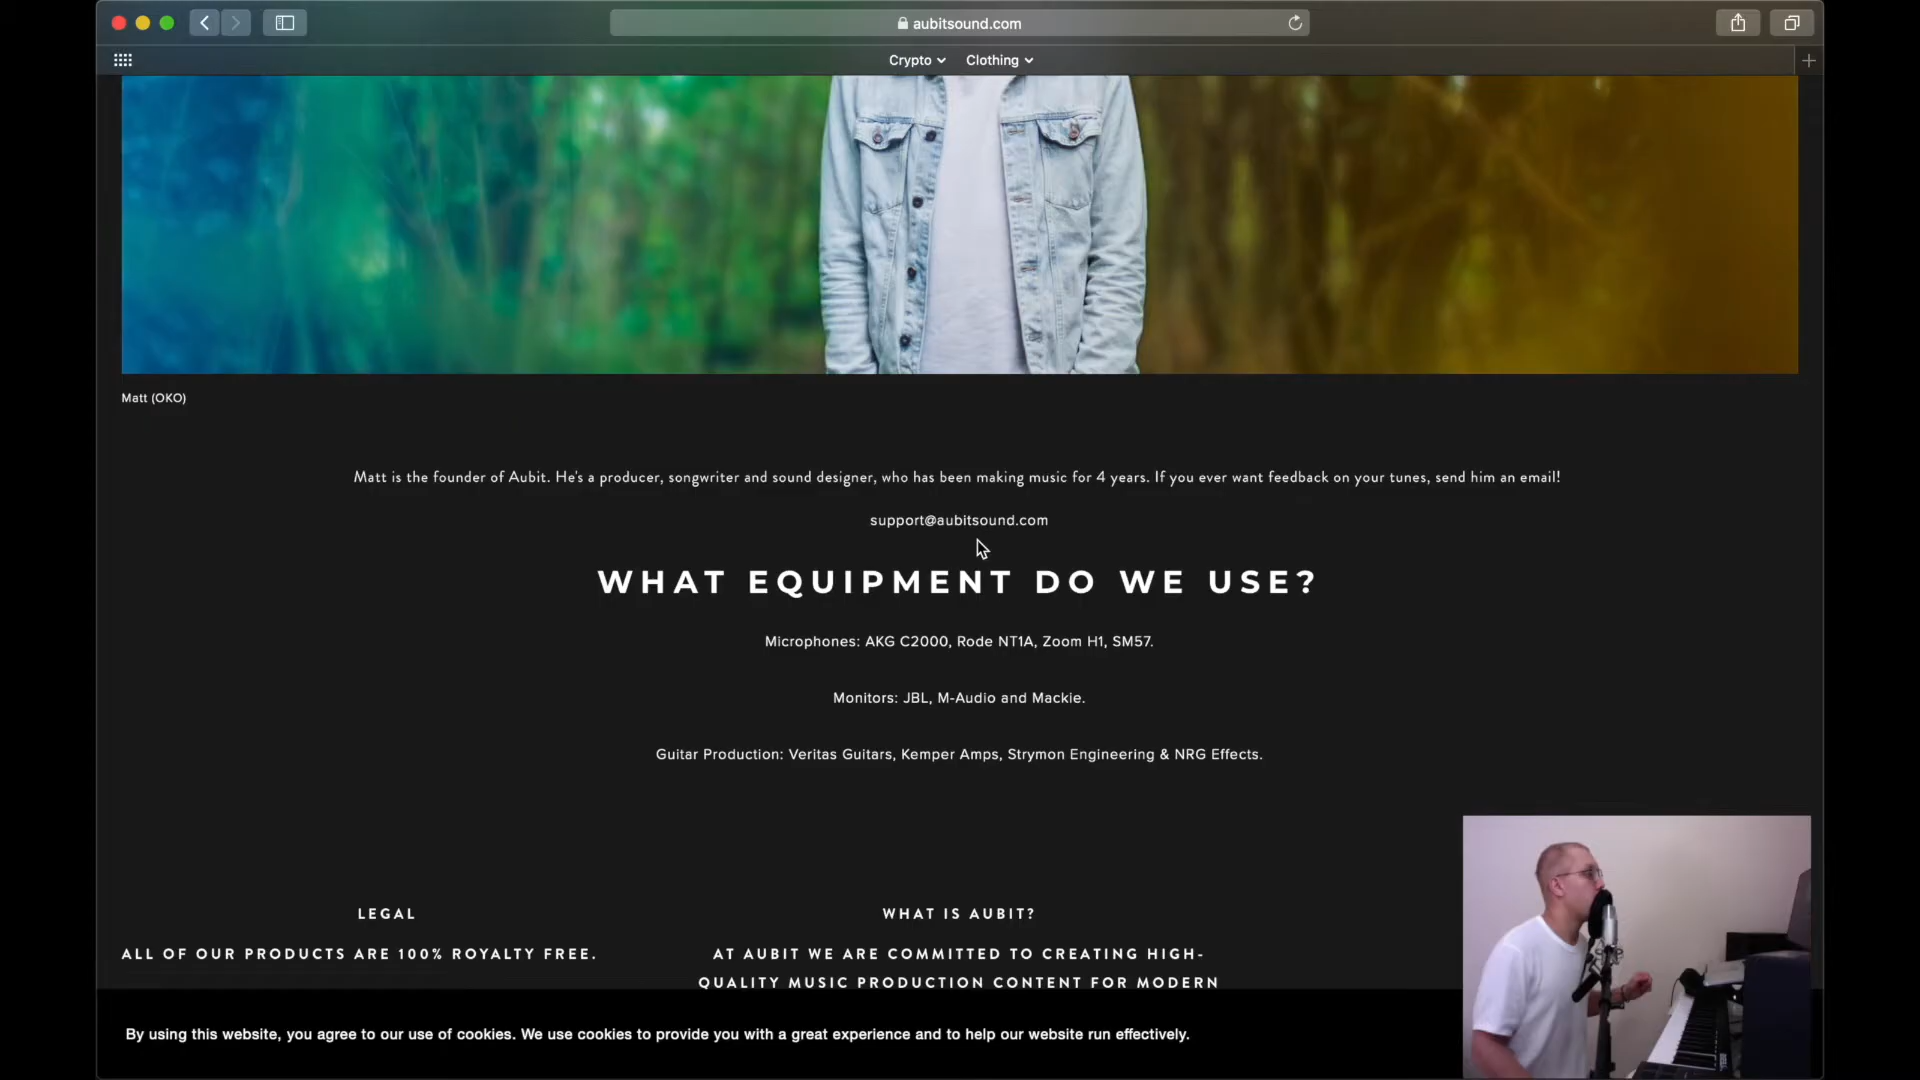 aubitsound.com
Crypto Clothing
Matt (OKO)
Matt is the founder of Aubit. He's a producer, songwriter and sound designer, who has been making music for 4 years. If you ever want feedback on your tunes, send him an email!
support@aubitsound.com
WHAT EQUIPMENT DO WE USE?
Microphones: AKG C2000, Rode NT1A, Zoom H1, SM57.
Monitors: JBL, M-Audio and Mackie.
Guitar Production: Veritas Guitars, Kemper Amps, Strymon Engineering & NRG Effects.
LEGAL
ALL OF OUR PRODUCTS ARE 100% ROYALTY FREE.
WHAT IS AUBIT?
AT AUBIT WE ARE COMMITTED TO CREATING HIGH-
QUALITY MUSIC PRODUCTION CONTENT FOR MODERN
By using this website, you agree to our use of cookies. We use cookies to provide you with a great experience and to help our website run effectively.